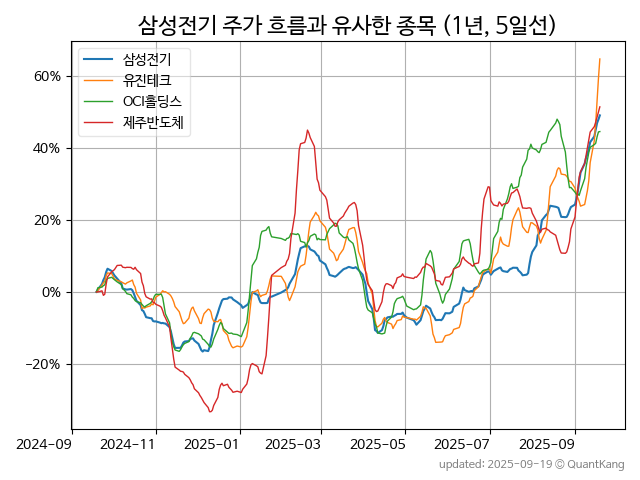 삼성전기 주가 흐름과 유사한 종목 (1년, 5일선)
삼성전기
유진테크
OCI홀딩스
제주반도체
60%
40%
20%
0%
−20%
2024-09 2024-11 2025-01 2025-03 2025-05 2025-07 2025-09
updated: 2025-09-19 © QuantKang